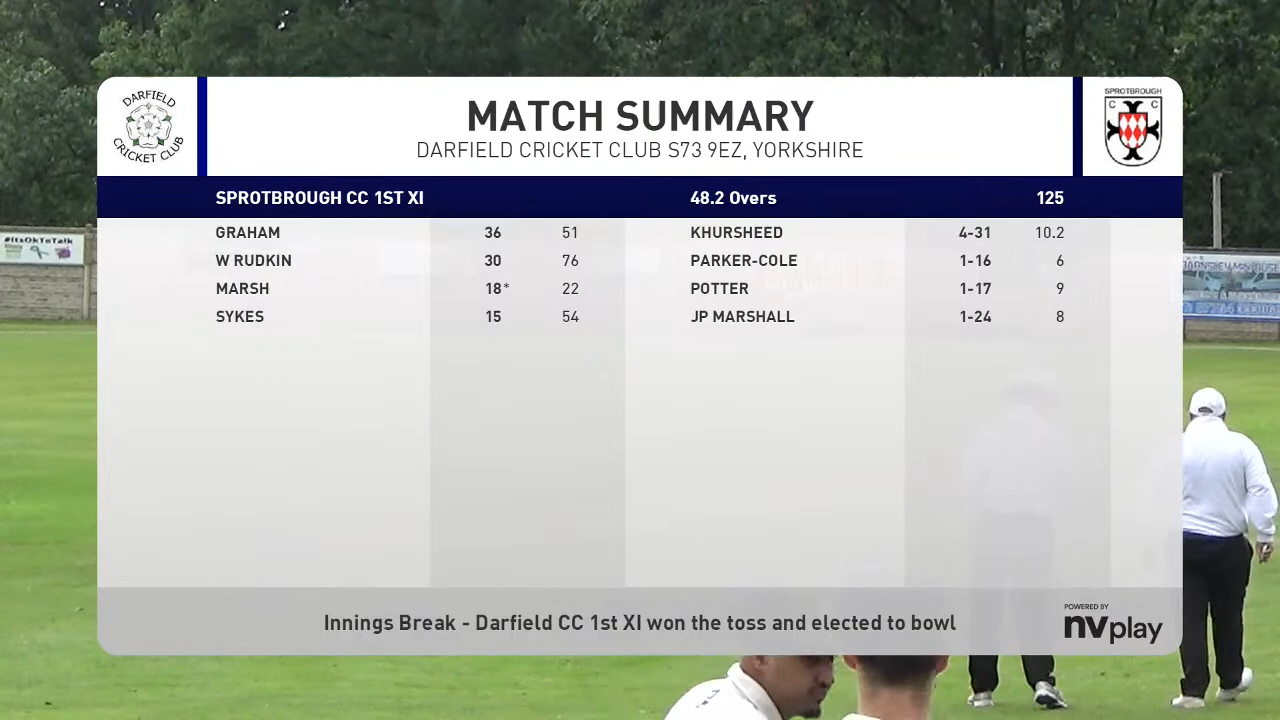 DARFIELD
CRICKET CLUB
MATCH SUMMARY
DARFIELD CRICKET CLUB S73 9EZ, YORKSHIRE
SPROTBROUGH
C C
SPROTBROUGH CC 1ST XI 48.2 Overs 125
GRAHAM 36 51 KHURSHEED 4-31 10.2
W RUDKIN 30 76 PARKER-COLE 1-16 6
MARSH 18* 22 POTTER 1-17 9
SYKES 15 54 JP MARSHALL 1-24 8
#ItsOkToTalk
Innings Break - Darfield CC 1st XI won the toss and elected to bowl
POWERED BY
nvplay